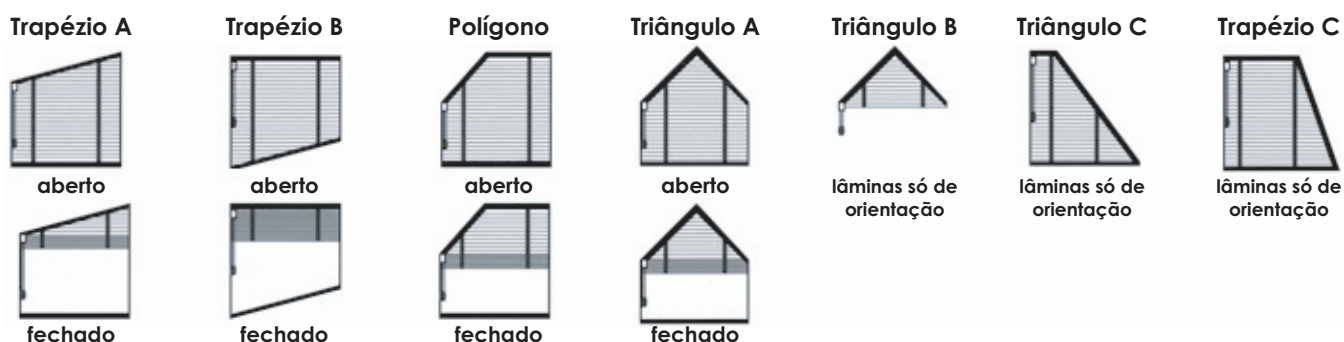 Trapézio A Trapézio B Polígono Triângulo A Triângulo B Triângulo C Trapézio C
aberto aberto aberto aberto lâminas só de lâminas só de lâminas só de
orientação orientação orientação
fechado fechado fechado fechado